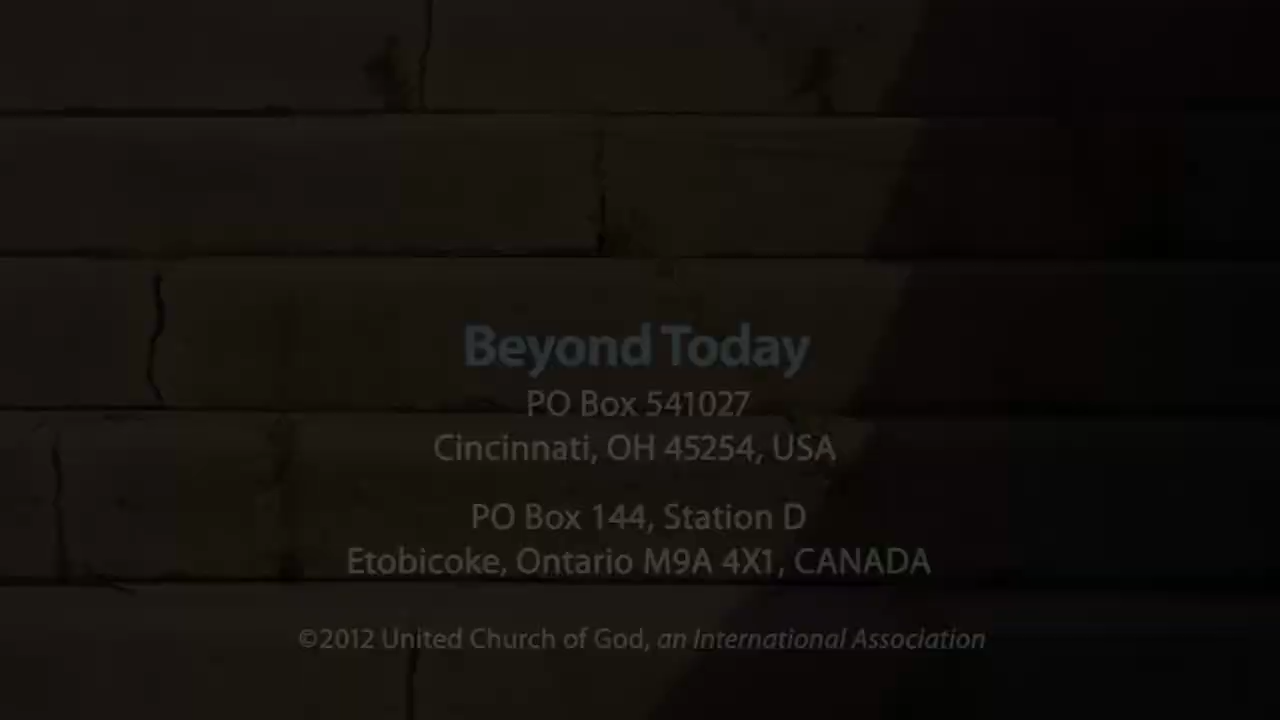 Beyond Today
PO Box 541027
Cincinnati, OH 45254, USA
PO Box 144, Station D
Etobicoke, Ontario M9A 4X1, CANADA
©2012 United Church of God, an International Association